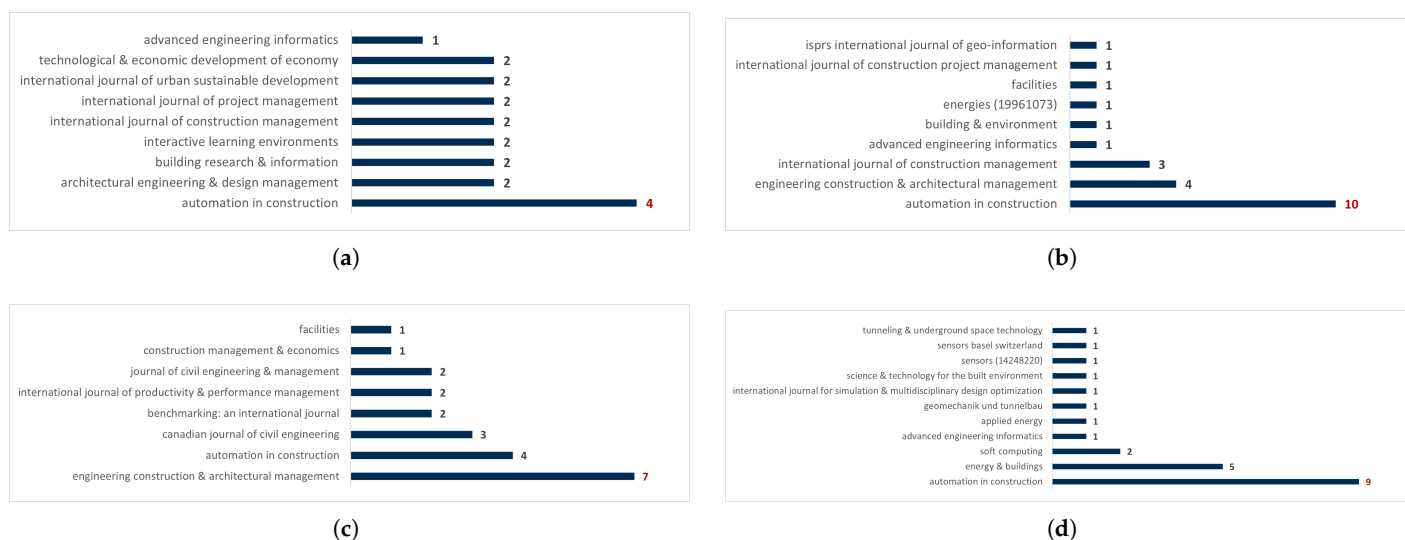 advanced engineering informatics 1
technological & economic development of economy 2
international journal of urban sustainable development 2
international journal of project management 2
international journal of construction management 2
interactive learning environments 2
building research & information 2
architectural engineering & design management 2
automation in construction 4
(a)
isprs international journal of geo-information 1
international journal of construction project management 1
facilities 1
energies (19961073) 1
building & environment 1
advanced engineering informatics 1
international journal of construction management 3
engineering construction & architectural management 4
automation in construction 10
(b)
facilities 1
construction management & economics 1
journal of civil engineering & management 2
international journal of productivity & performance management 2
benchmarking: an international journal 2
canadian journal of civil engineering 3
automation in construction 4
engineering construction & architectural management 7
(c)
tunneling & underground space technology 1
sensors basel switzerland 1
sensors (14248220) 1
science & technology for the built environment 1
international journal for simulation & multidisciplinary design optimization 1
geomechanik und tunnelbau 1
applied energy 1
advanced engineering informatics 1
soft computing 2
energy & buildings 5
automation in construction 9
(d)